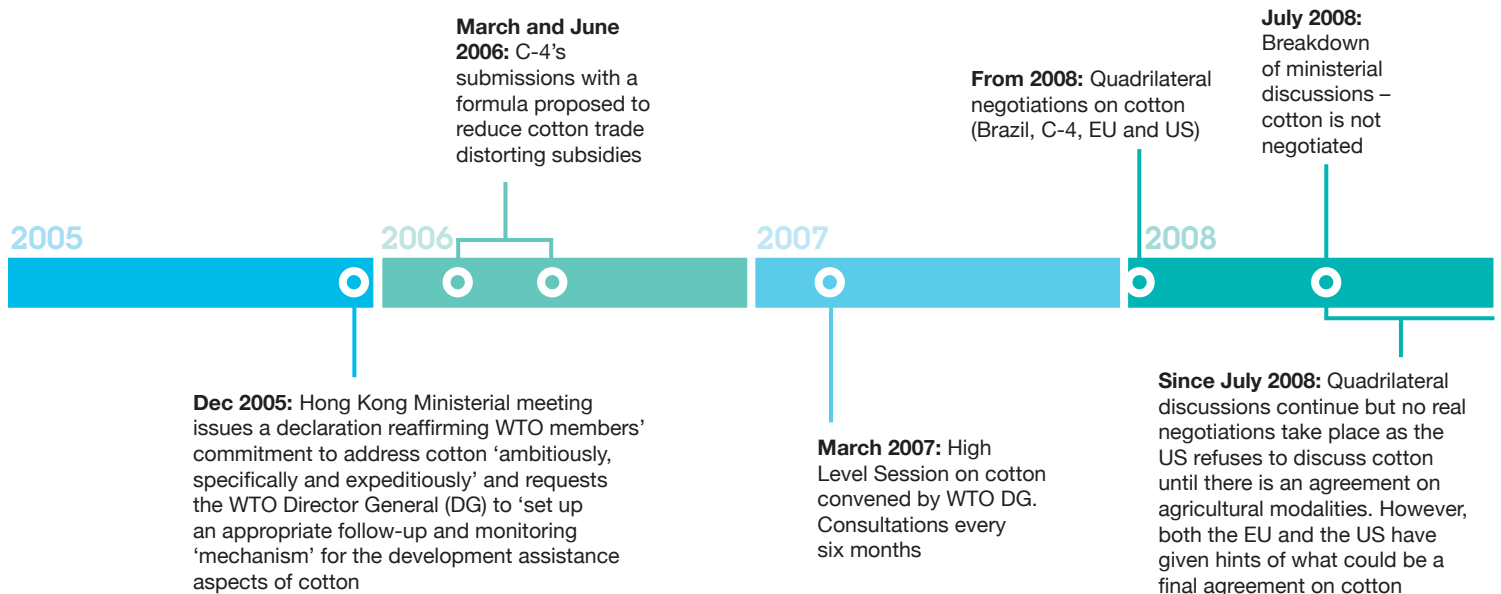 March and June
2006: C-4’s
submissions with a
formula proposed to
reduce cotton trade
distorting subsidies
From 2008: Quadrilateral
negotiations on cotton
(Brazil, C-4, EU and US)
July 2008:
Breakdown
of ministerial
discussions –
cotton is not
negotiated
2005
2006
2007
2008
Dec 2005: Hong Kong Ministerial meeting
issues a declaration reaffirming WTO members’
commitment to address cotton ‘ambitiously,
specifically and expeditiously’ and requests
the WTO Director General (DG) to ‘set up
an appropriate follow-up and monitoring
‘mechanism’ for the development assistance
aspects of cotton
March 2007: High
Level Session on cotton
convened by WTO DG.
Consultations every
six months
Since July 2008: Quadrilateral
discussions continue but no real
negotiations take place as the
US refuses to discuss cotton
until there is an agreement on
agricultural modalities. However,
both the EU and the US have
given hints of what could be a
final agreement on cotton